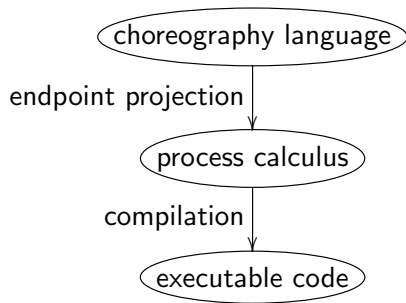 choreography language
endpoint projection
process calculus
compilation
executable code